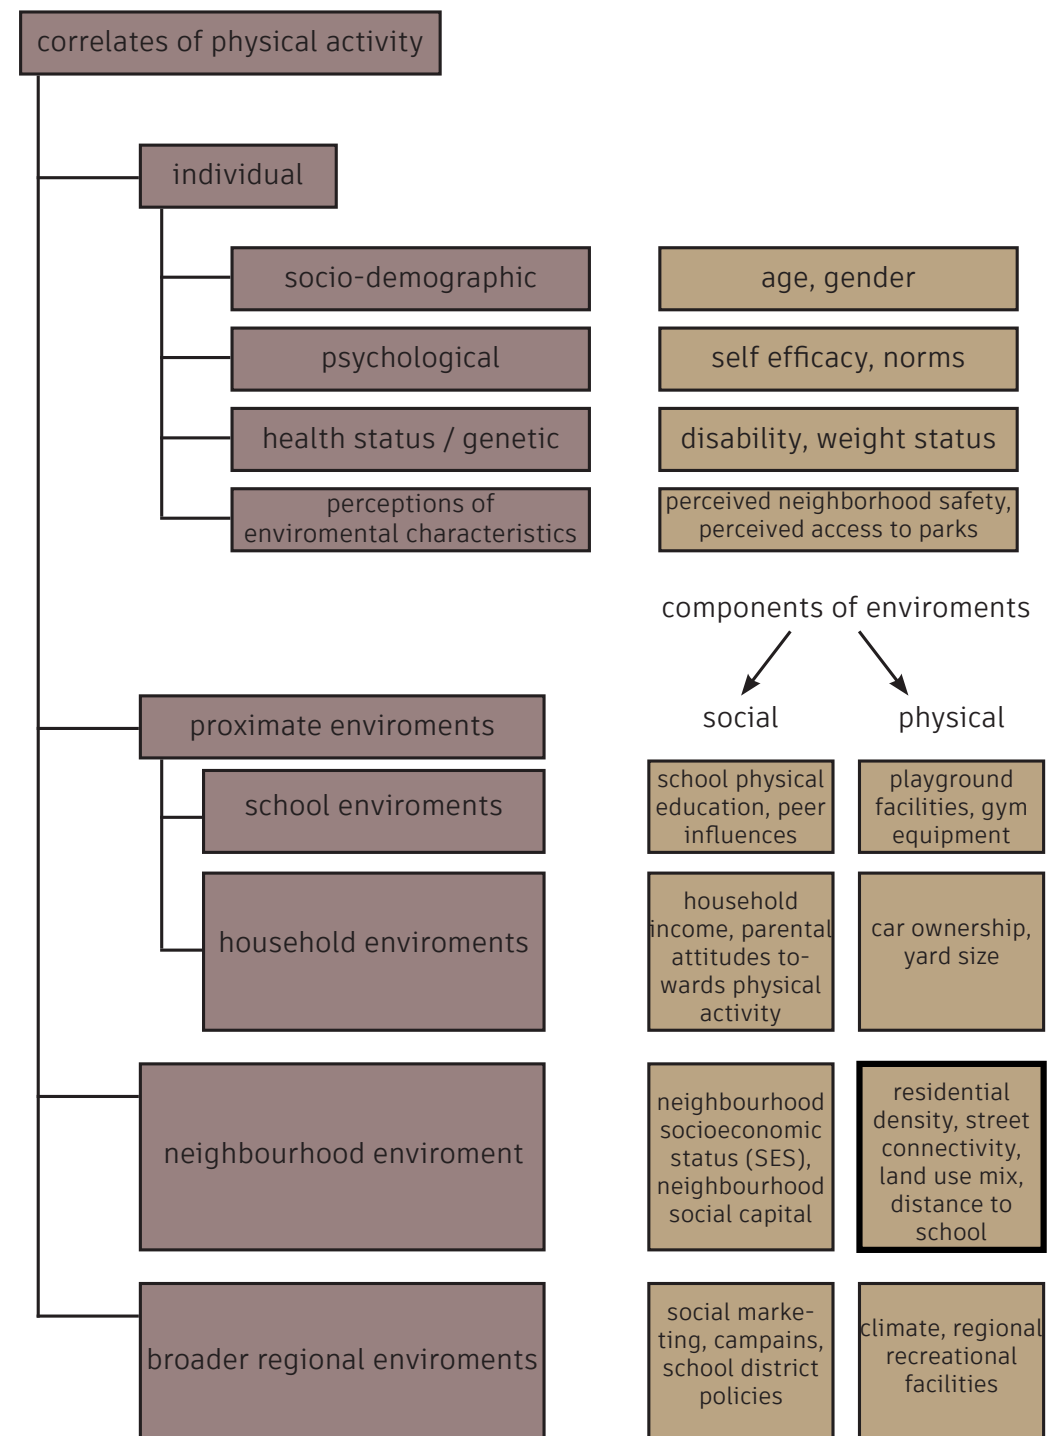 correlates of physical activity
individual
socio-demographic
age, gender
psychological
self efficacy, norms
health status / genetic
disability, weight status
perceptions of
enviromental characteristics
perceived neighborhood safety,
perceived access to parks
components of enviroments
social
physical
proximate enviroments
school enviroments
school physical
education, peer
influences
playground
facilities, gym
equipment
household enviroments
household
income, parental
attitudes to-
wards physical
activity
car ownership,
yard size
neighbourhood enviroment
neighbourhood
socioeconomic
status (SES),
neighbourhood
social capital
residential
density, street
connectivity,
land use mix,
distance to
school
broader regional enviroments
social marke-
ting, campains,
school district
policies
climate, regional
recreational
facilities